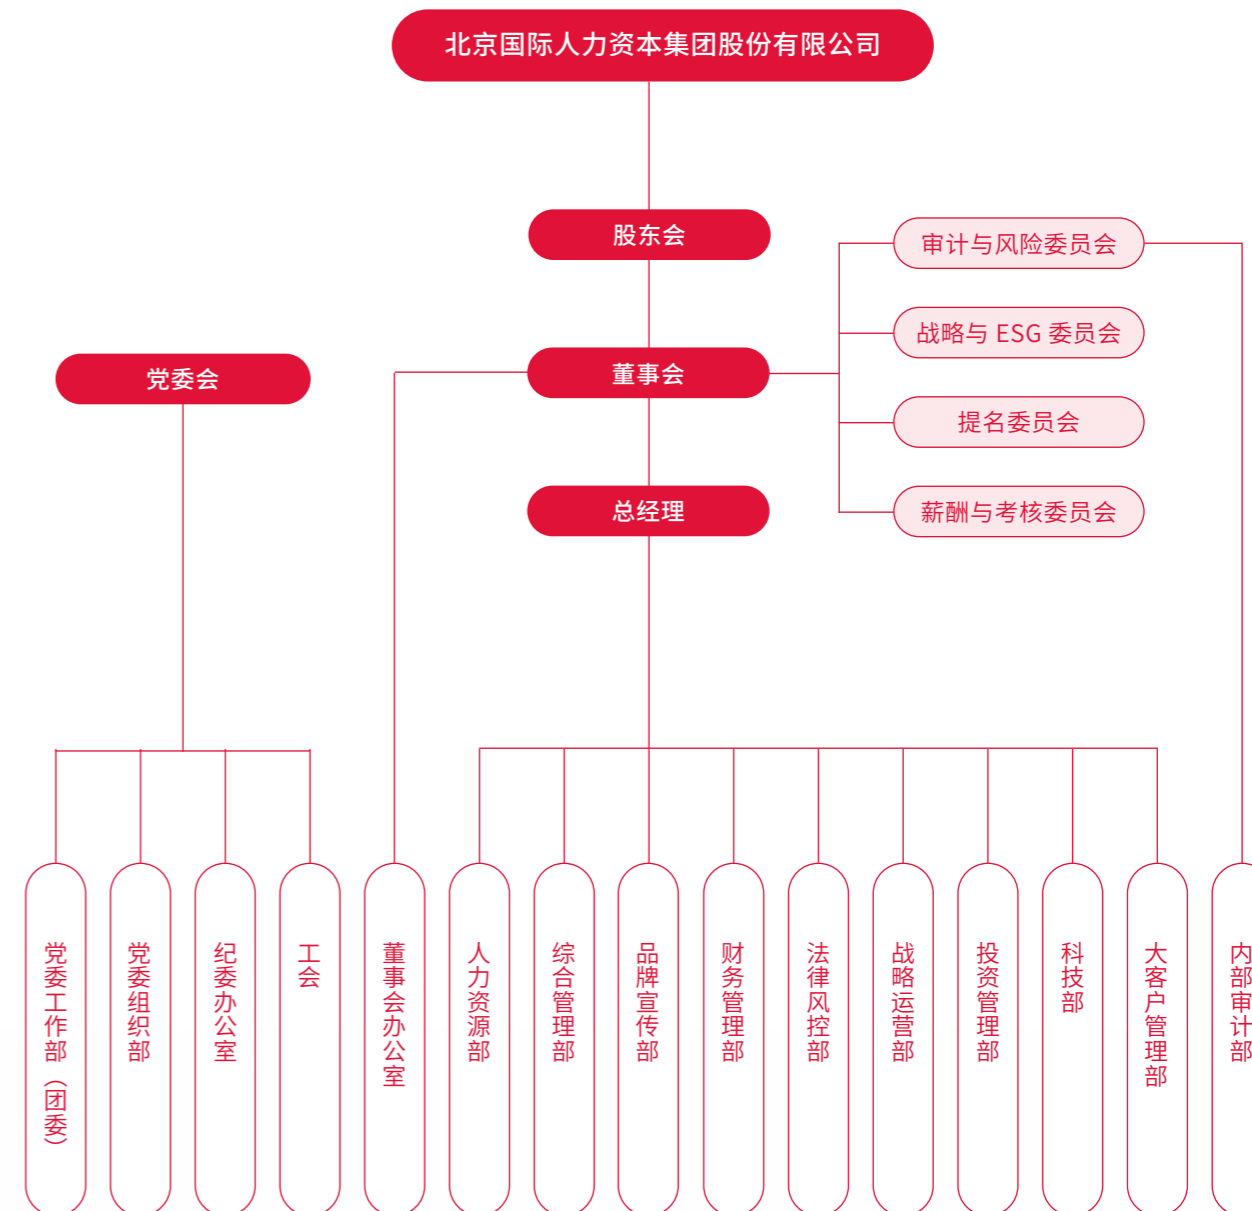 北京国际人力资本集团股份有限公司
股东会
审计与风险委员会
战略与 ESG 委员会
党委会
董事会
提名委员会
总经理
薪酬与考核委员会
党委工作部（团委）
党委组织部
纪委办公室
工会
董事会办公室
人力资源部
综合管理部
品牌宣传部
财务管理部
法律风控部
战略运营部
投资管理部
科技部
大客户管理部
内部审计部